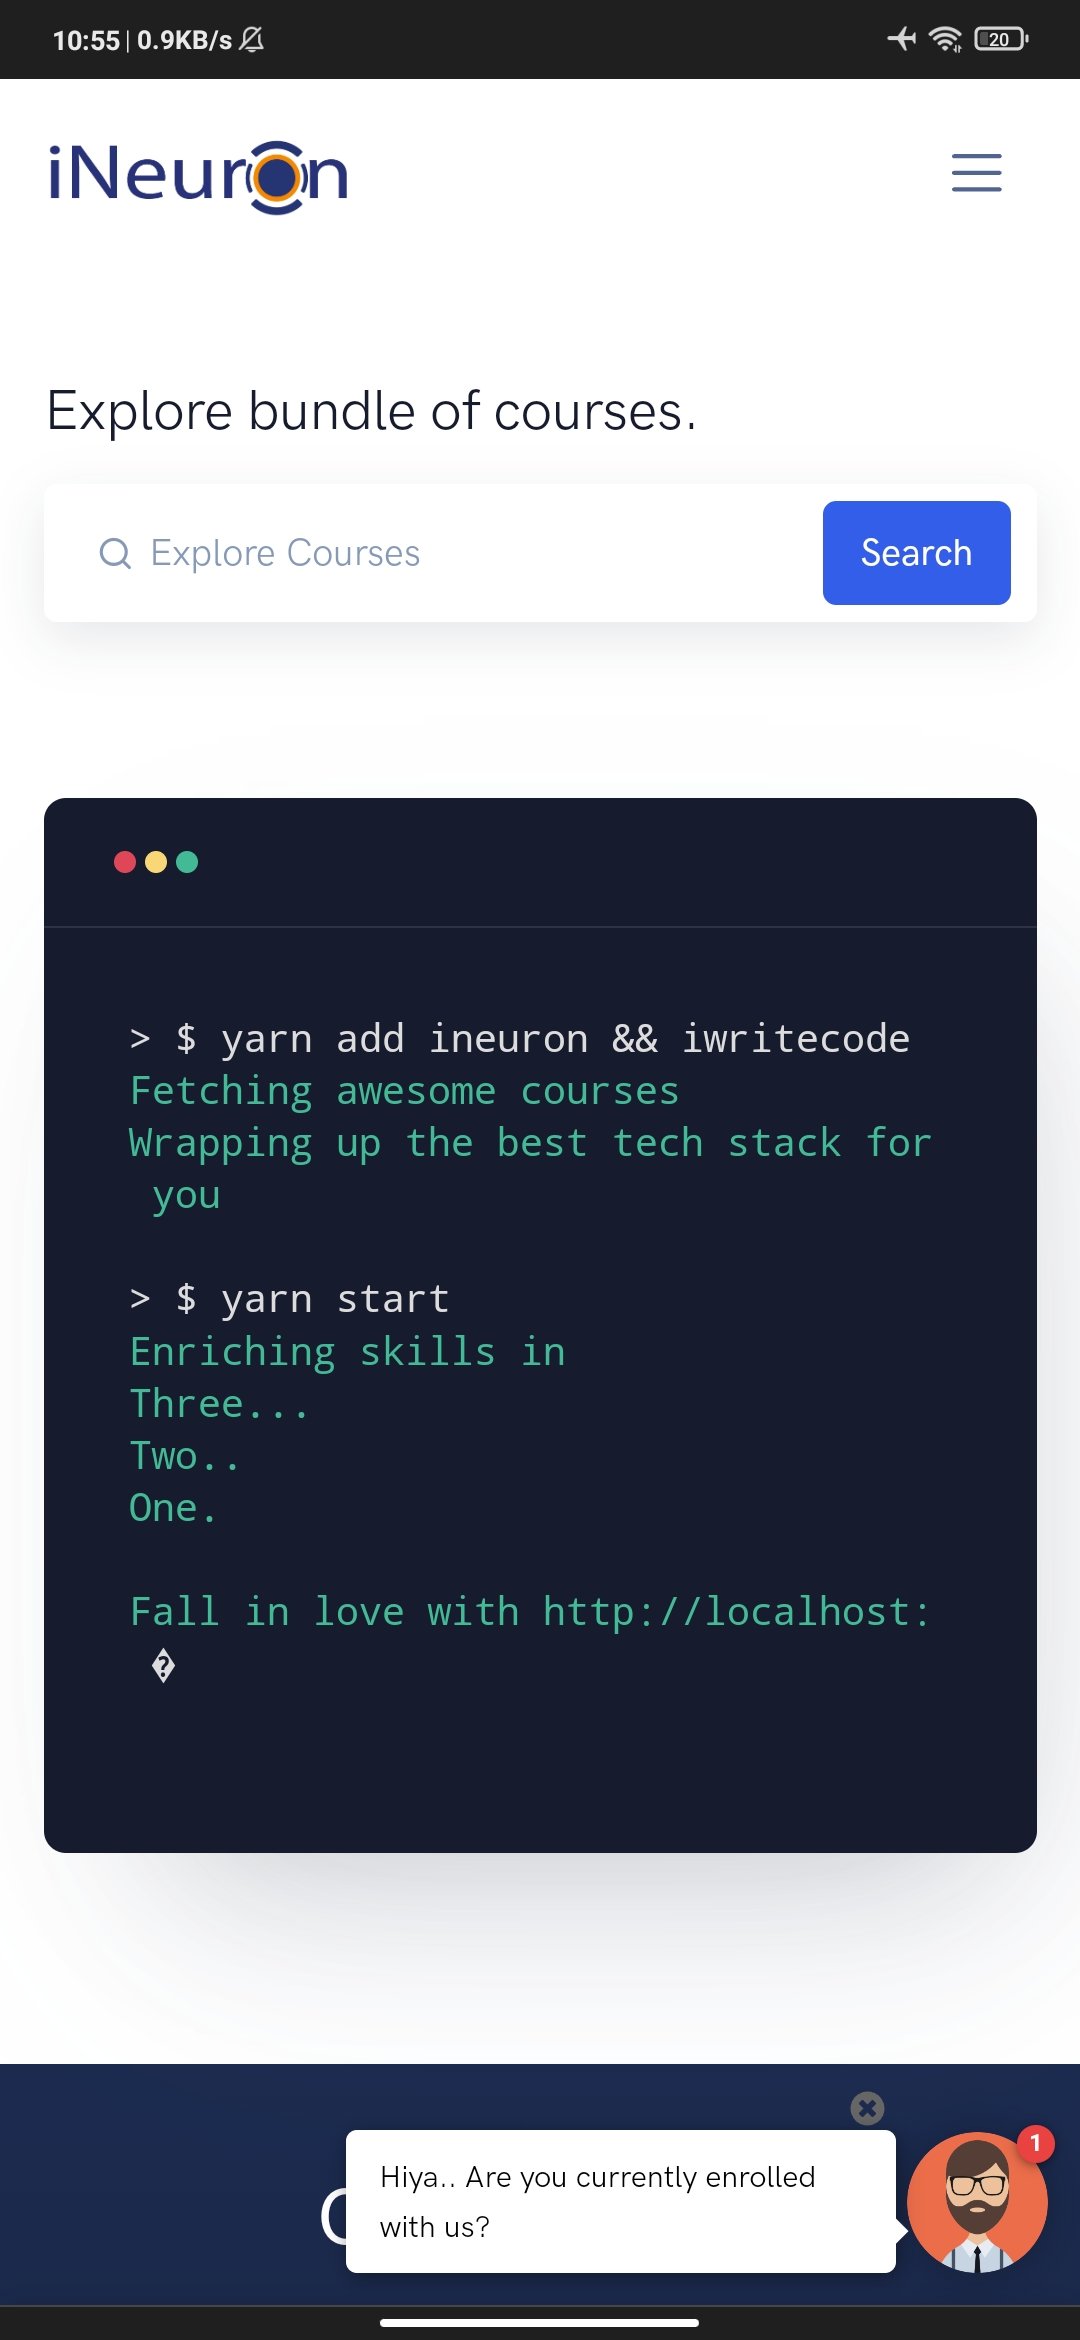 10:55 | 0.9KB/s
20
iNeuron
Explore bundle of courses.
Explore Courses
Search
> $ yarn add ineuron && iwritecode
Fetching awesome courses
Wrapping up the best tech stack for
you
> $ yarn start
Enriching skills in
Three...
Two..
One.
Fall in love with http://localhost:
�
1
Hiya.. Are you currently enrolled
with us?